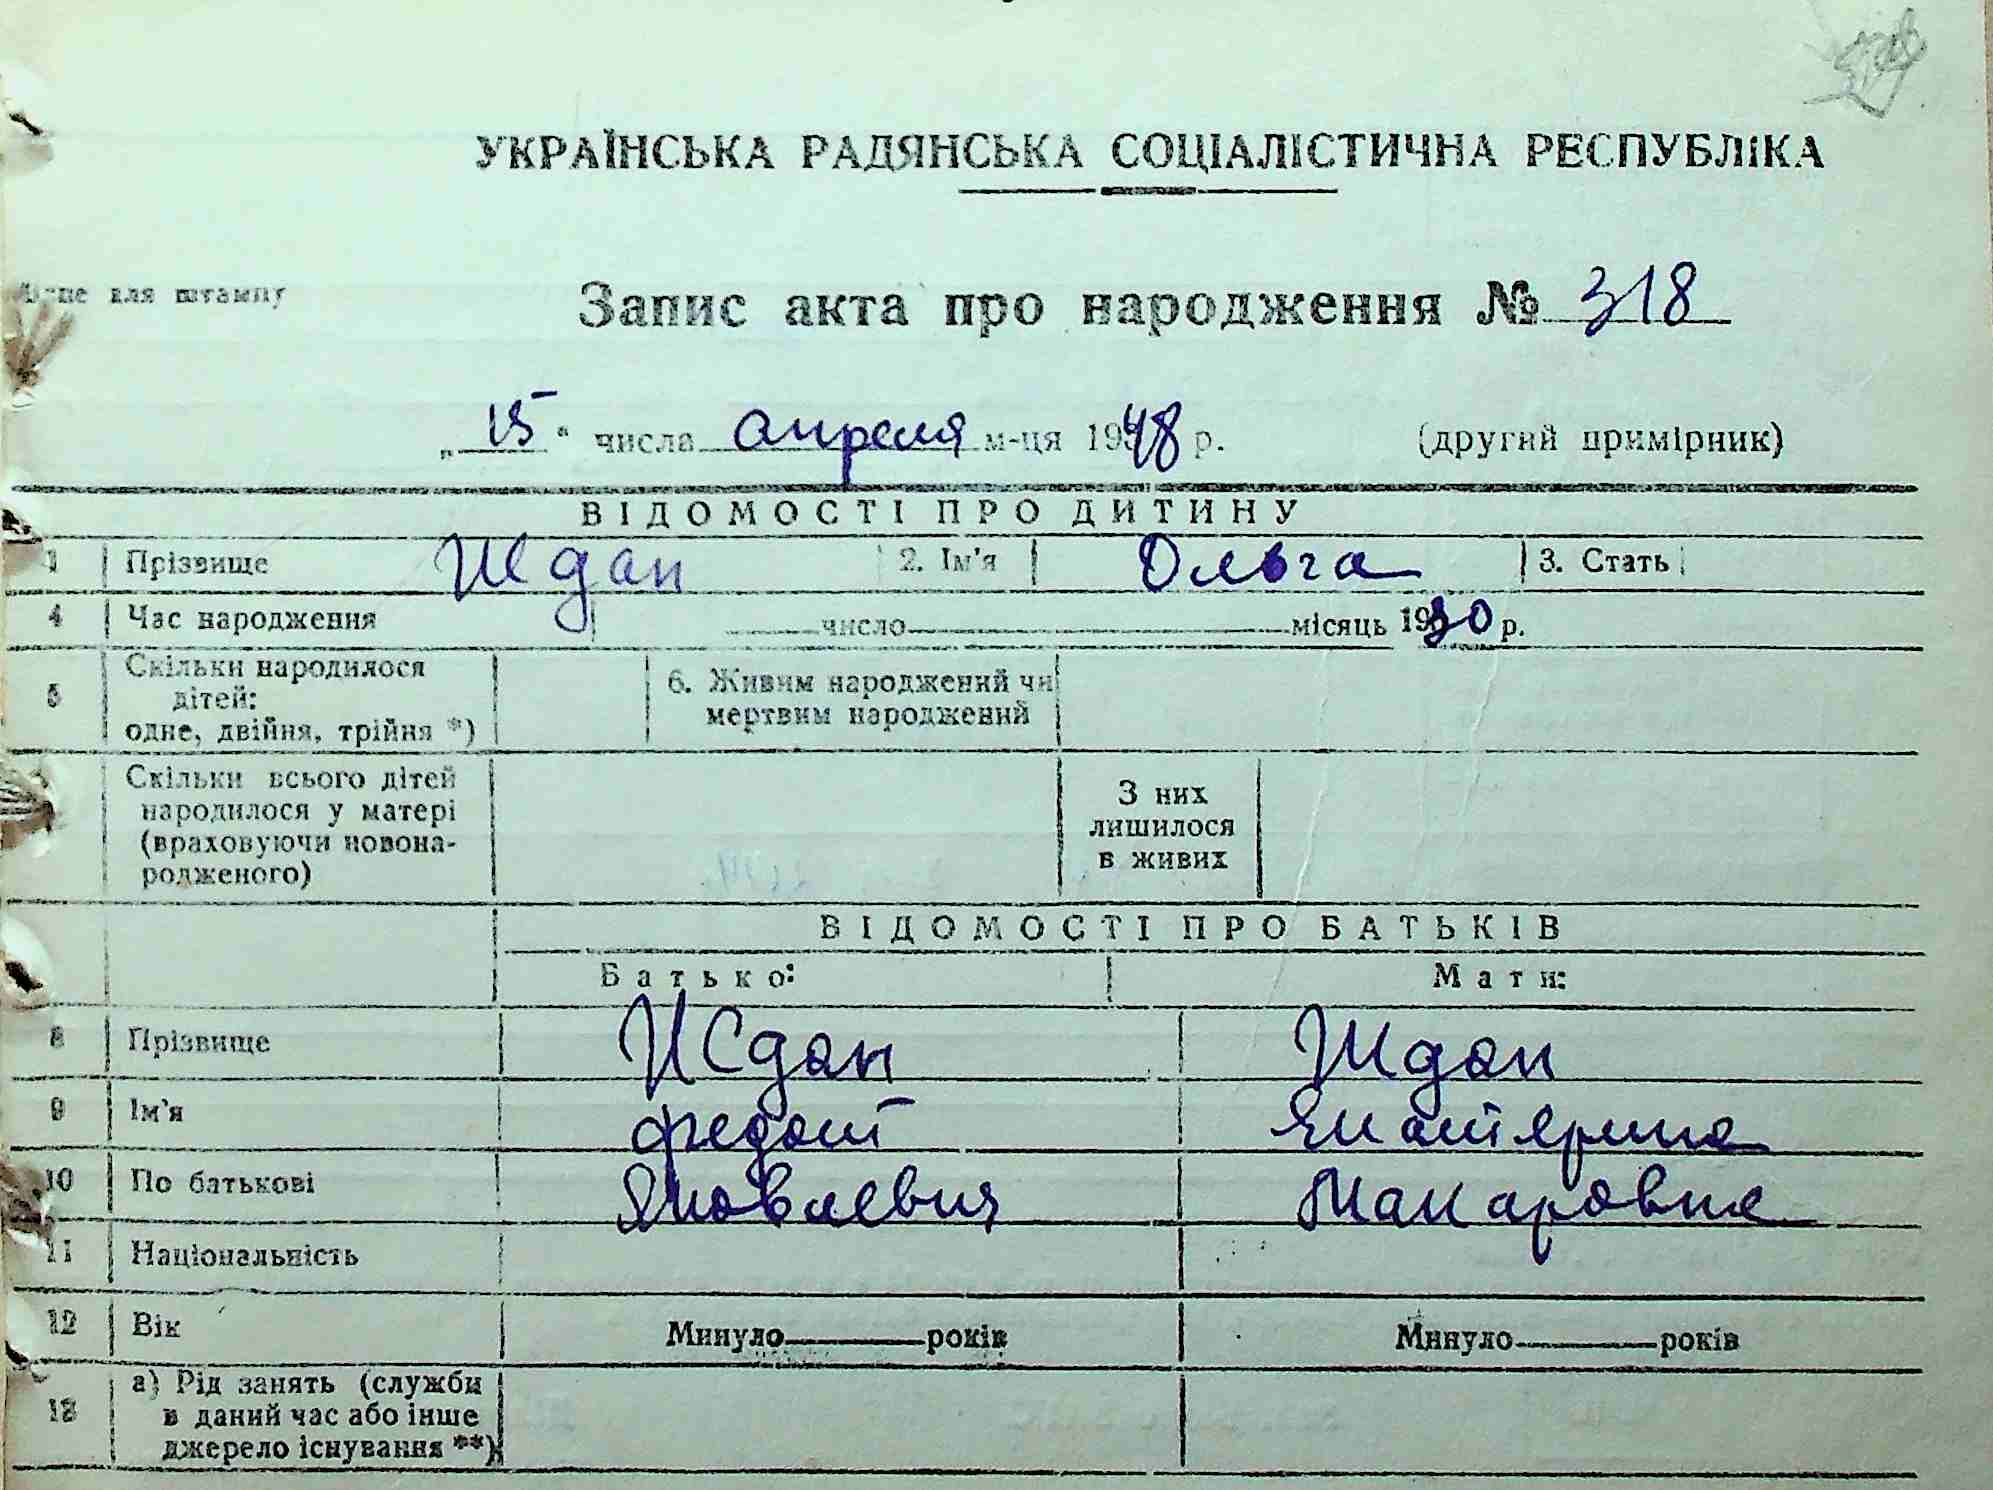 УКРАЇНСЬКА РАДЯНСЬКА СОЦІАЛІСТИЧНА РЕСПУБЛІКА
Місце для штампу
Запис акта про народження № 318
„15“ числа апреля м-ця 1948 р. (другий примірник)
ВІДОМОСТІ ПРО ДИТИНУ
1 Прізвище Ждан 2. Ім'я Ольга 3. Стать
4 Час народження число місяць 1930 р.
5 Скільки народилося дітей: одне, двійня, трійня *) 6. Живим народжений чи мертвим народжений
Скільки всього дітей народилося у матері (враховуючи новонародженого) З них лишилося в живих
ВІДОМОСТІ ПРО БАТЬКІВ
Батько: Мати:
8 Прізвище Ждан Ждан
9 Ім'я Федот Екатерина
10 По батькові Яковлевич Макаровна
11 Національність
12 Вік Минуло років Минуло років
13 а) Рід занять (служби в даний час або інше джерело існування **)